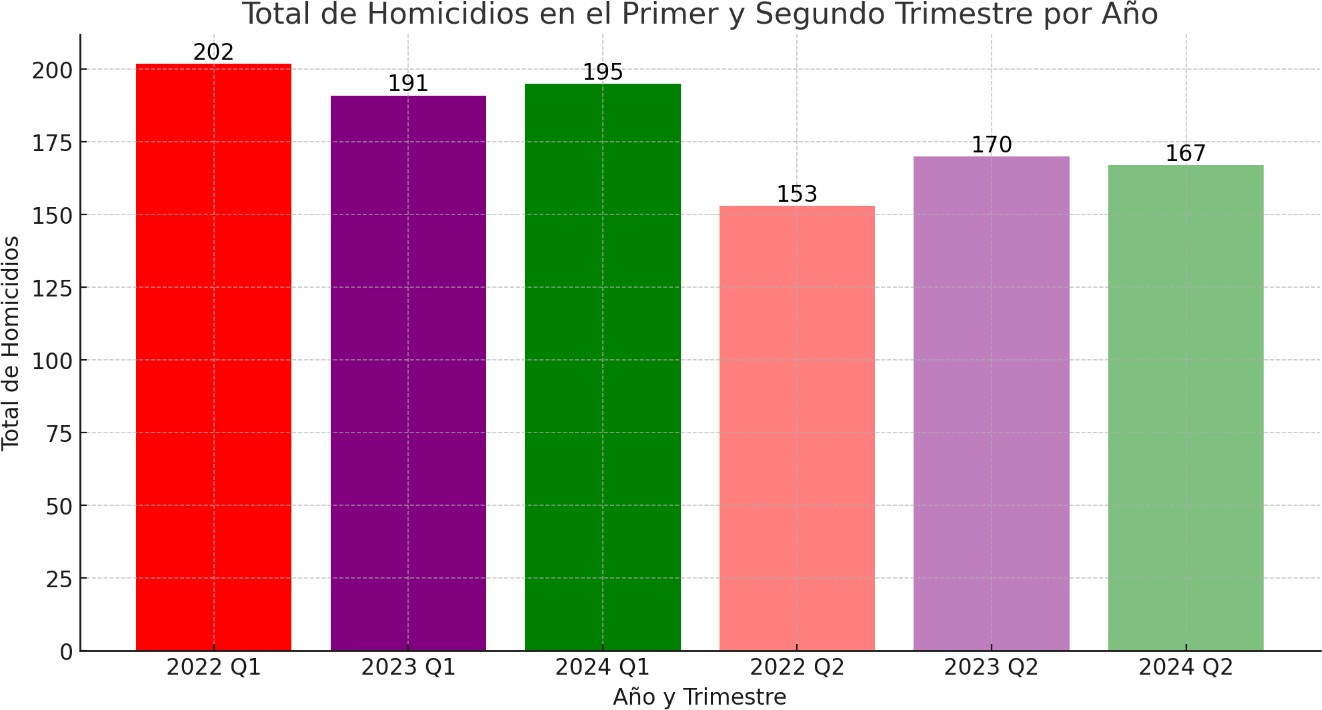 Total de Homicidios en el Primer y Segundo Trimestre por Año
202
191
195
153
170
167
200
175
150
125
100
75
50
25
0
Total de Homicidios
2022 Q1
2023 Q1
2024 Q1
2022 Q2
2023 Q2
2024 Q2
Año y Trimestre